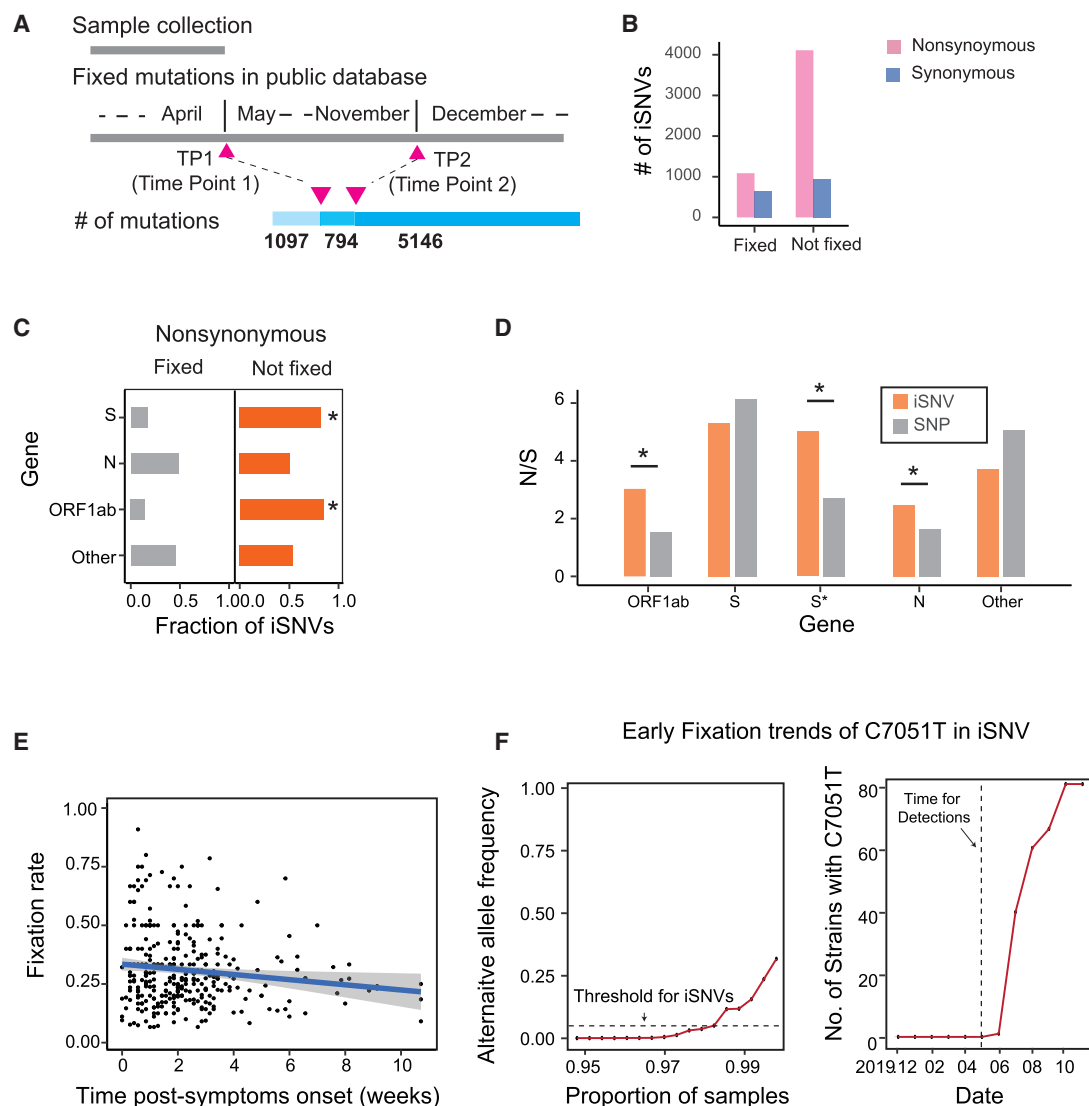 A
Sample collection
Fixed mutations in public database
April May November December
TP1
(Time Point 1)
TP2
(Time Point 2)
# of mutations
1097 794 5146
B
# of iSNVs
4000
3000
2000
1000
0
Fixed Not fixed
Nonsynoymous
Synonymous
C
Nonsynonymous
Fixed Not fixed
Gene
S *
N
ORF1ab *
Other
0.0 0.5 1.0 0.0 0.5 1.0
Fraction of iSNVs
D
N/S
6
4
2
0
* * *
iSNV
SNP
ORF1ab S S* N Other
Gene
E
Fixation rate
1.00
0.75
0.50
0.25
0.00
0 2 4 6 8 10
Time post-symptoms onset (weeks)
F
Early Fixation trends of C7051T in iSNV
Alternaitve allele frequency
1.00
0.75
0.50
0.25
0.00
Threshold for iSNVs
0.95 0.97 0.99
Proportion of samples
No. of Strains with C7051T
80
60
40
20
0
Time for
Detections
201912 02 04 06 08 10
Date